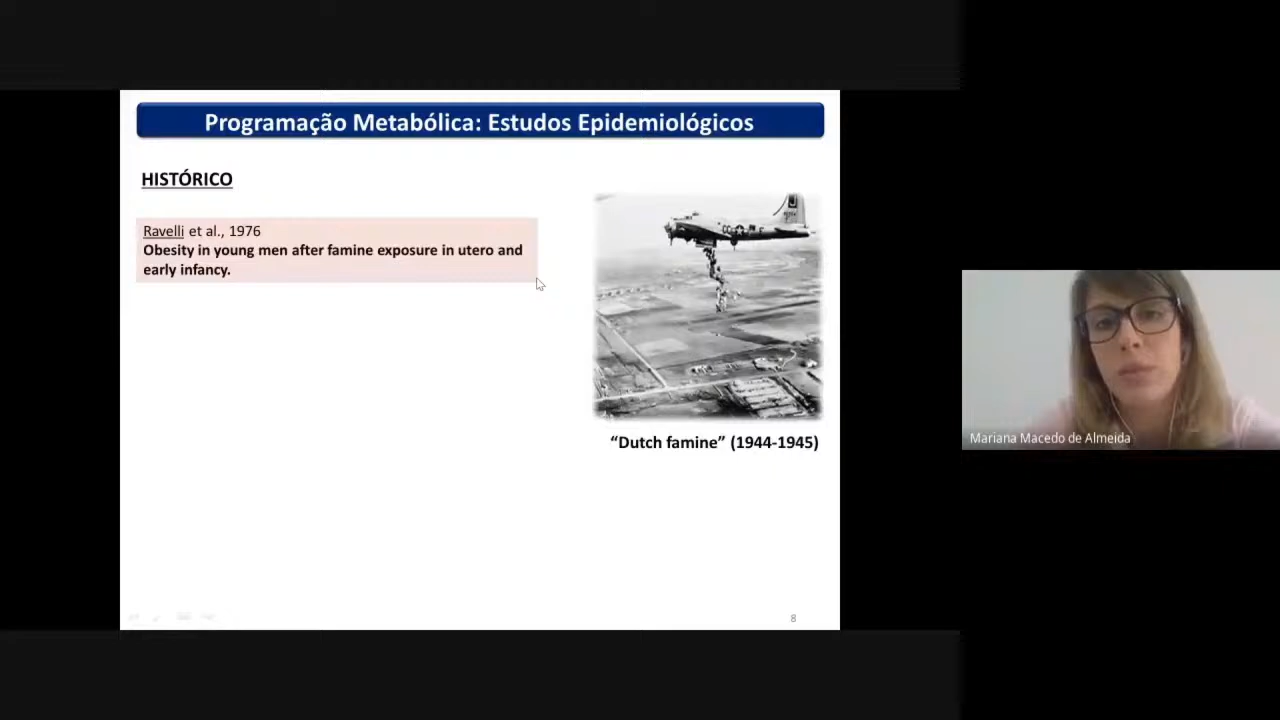 Programação Metabólica: Estudos Epidemiológicos
HISTÓRICO
Ravelli et al., 1976
Obesity in young men after famine exposure in utero and
early infancy.
“Dutch famine” (1944-1945)
8
Mariana Macedo de Almeida